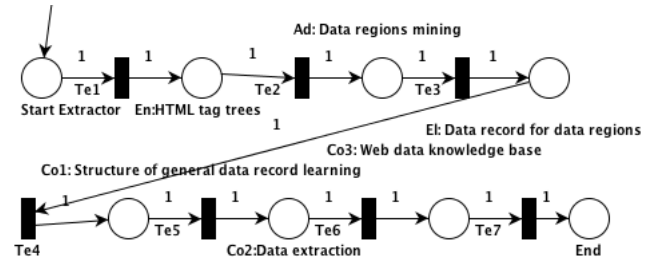 Ad: Data regions mining
1 1 1 1 1 1
Te1 Te2 Te3
Start Extractor En:HTML tag trees
1
El: Data record for data regions
Co3: Web data knowledge base
Co1: Structure of general data record learning
1 1 1 1 1 1 1
Te4 Te5 Te6 Te7
Co2:Data extraction End